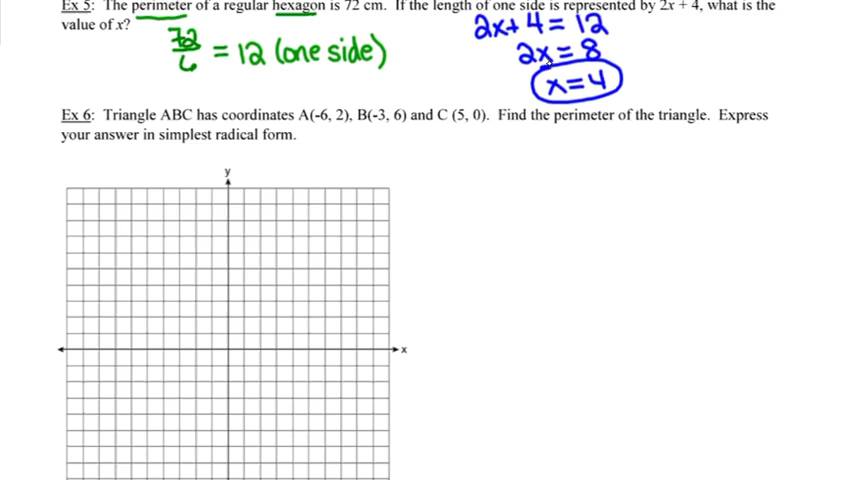 Ex 5: The perimeter of a regular hexagon is 72 cm. If the length of one side is represented by 2x + 4, what is the
value of x?
72/6 = 12 (one side)
2x+4=12
2x=8
x=4
Ex 6: Triangle ABC has coordinates A(-6, 2), B(-3, 6) and C (5, 0). Find the perimeter of the triangle. Express
your answer in simplest radical form.
y
x